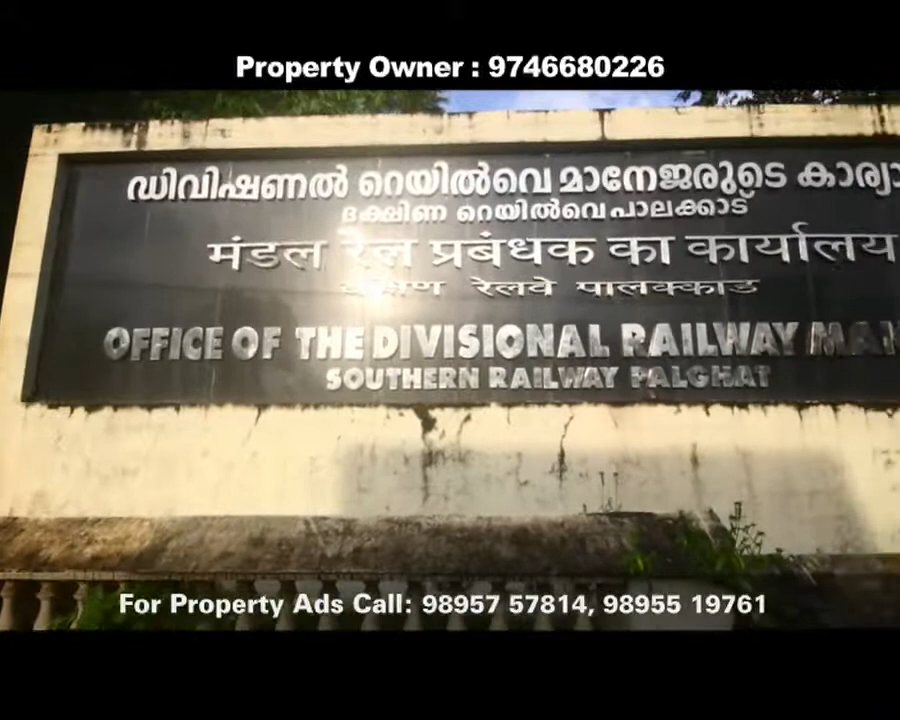 Property Owner : 9746680226
ഡിവിഷണൽ റെയിൽവെ മാനേജരുടെ
ദക്ഷിണ റെയിൽവെ പാലക്കാട്
मंडल रेल प्रबंधक का कार्यालय
रेलवे पालक्काड
OFFICE OF THE DIVISIONAL RAILWAY
SOUTHERN RAILWAY PALGHAT
For Property Ads Call: 98957 57814, 98955 19761